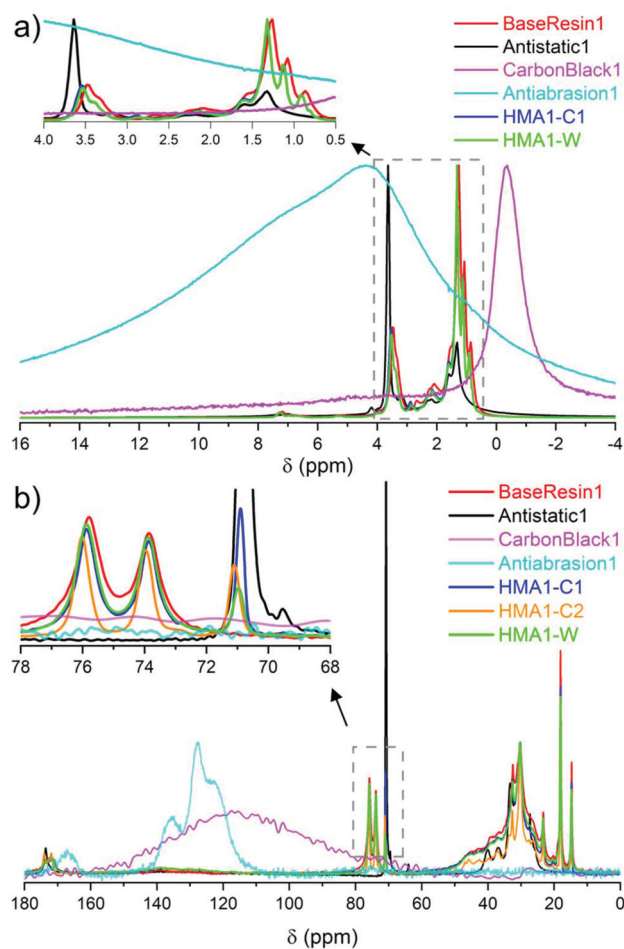 a)
BaseResin1
Antistatic1
CarbonBlack1
Antiabrasion1
HMA1-C1
HMA1-W
4.0 3.5 3.0 2.5 2.0 1.5 1.0 0.5
16 14 12 10 8 6 4 2 0 -2 -4
δ (ppm)
b)
BaseResin1
Antistatic1
CarbonBlack1
Antiabrasion1
HMA1-C1
HMA1-C2
HMA1-W
78 76 74 72 70 68
180 160 140 120 100 80 60 40 20 0
δ (ppm)